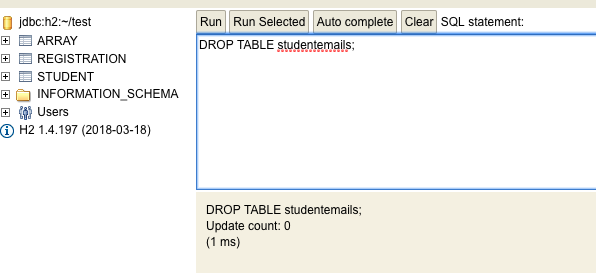 jdbc:h2:~/test
ARRAY
REGISTRATION
STUDENT
INFORMATION_SCHEMA
Users
H2 1.4.197 (2018-03-18)
Run Run Selected Auto complete Clear SQL statement:
DROP TABLE studentemails;
DROP TABLE studentemails;
Update count: 0
(1 ms)